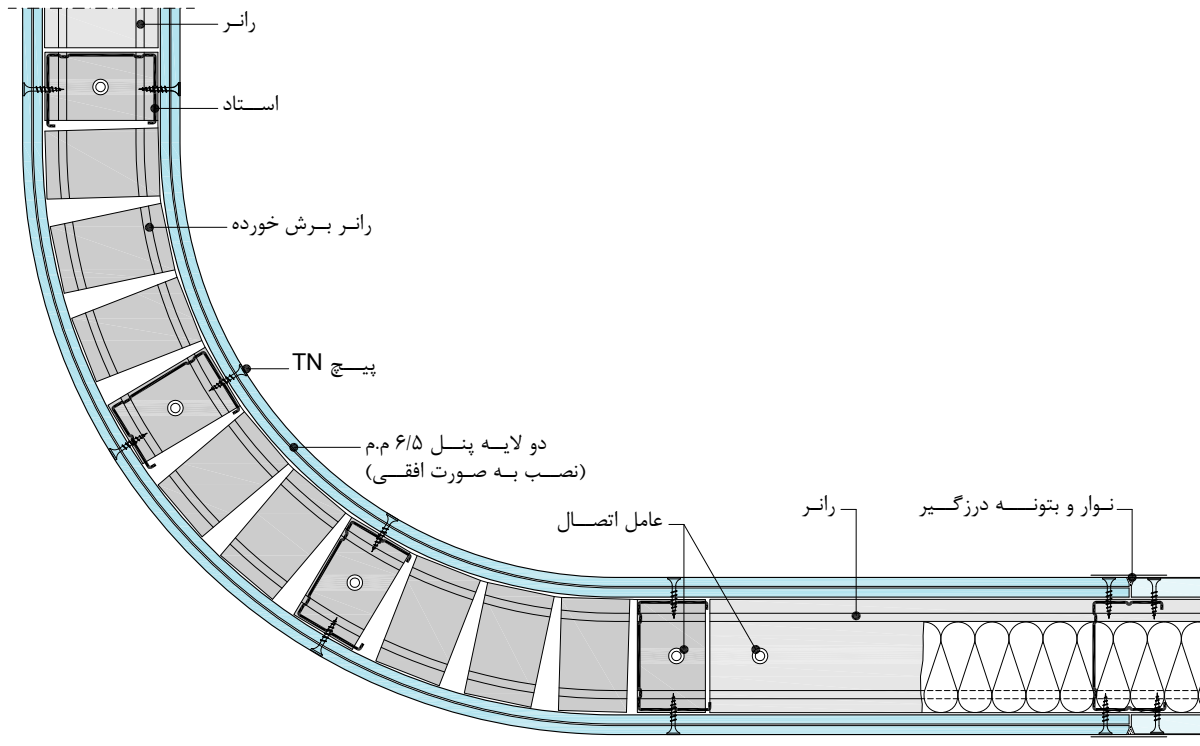 رانر
استاد
رانر برش خورده
پیچ TN
دو لایه پنل ۶/۵ م.م
(نصب به صورت افقی)
نوار و بتونه درزگیر
رانر
عامل اتصال